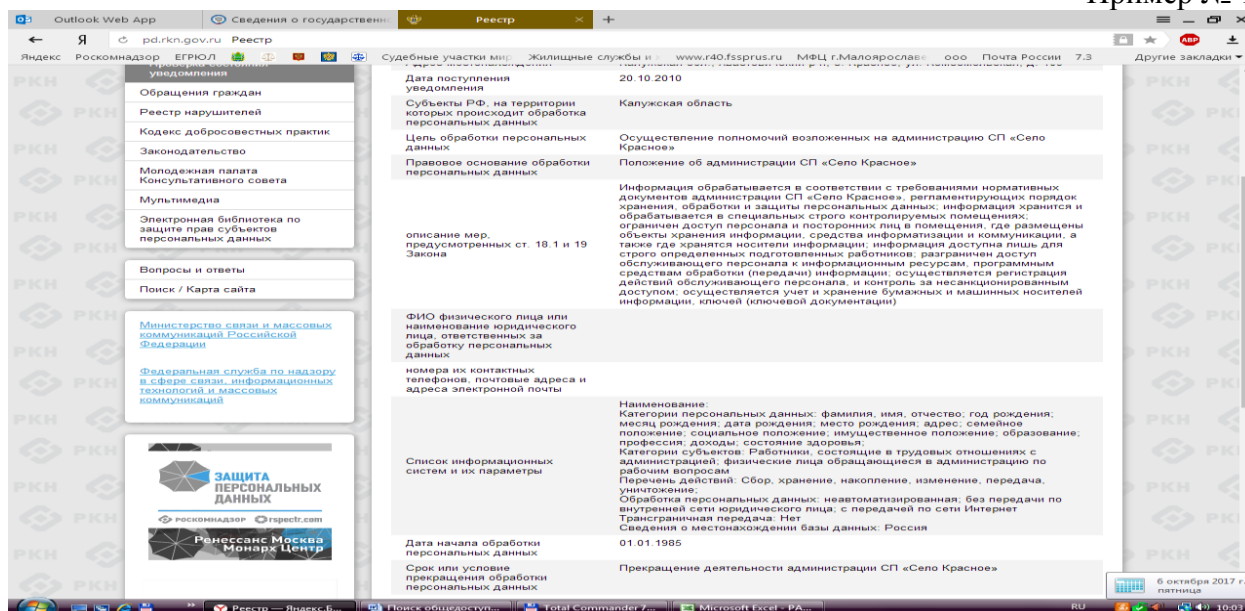 Пример №
Outlook Web App
Сведения о государственн
Реестр
pd.rkn.gov.ru Реестр
ABP
Яндекс Роскомнадзор ЕГРЮЛ Судебные участки мир Жилищные службы и www.r40.fssprus.ru МФЦ г.Малояросла ооо Почта России 7.3 Другие закладки
уведомления
Обращения граждан
Реестр нарушителей
Кодекс добросовестных практик
Законодательство
Молодежная палата
Консультативного совета
Мультимедиа
Электронная библиотека по
защите прав субъектов
персональных данных
Вопросы и ответы
Поиск / Карта сайта
Министерство связи и массовых
коммуникаций Российской
Федерации
Федеральная служба по надзору
в сфере связи, информационных
технологий и массовых
коммуникаций
ЗАЩИТА
ПЕРСОНАЛЬНЫХ
ДАННЫХ
РОСКОМНАДЗОР rspectr.com
Ренессанс Москва
Монарх Центр
Дата поступления
уведомления
20.10.2010
Субъекты РФ, на территории
которых происходит обработка
персональных данных
Калужская область
Цель обработки персональных
данных
Осуществление полномочий возложенных на администрацию СП «Село
Красное»
Правовое основание обработки
персональных данных
Положение об администрации СП «Село Красное»
описание мер,
предусмотренных ст. 18.1 и 19
Закона
Информация обрабатывается в соответствии с требованиями нормативных
документов администрации СП «Село Красное», регламентирующих порядок
хранения, обработки и защиты персональных данных; информация хранится и
обрабатывается в специальных строго контролируемых помещениях;
ограничен доступ персонала и посторонних лиц в помещения, где размещены
объекты хранения информации, средства информатизации и коммуникации, а
также где хранятся носители информации; информация доступна лишь для
строго определенных подготовленных работников; разграничен доступ
обслуживающего персонала к информационным ресурсам, программным
средствам обработки (передачи) информации; осуществляется регистрация
действий обслуживающего персонала, и контроль за несанкционированным
доступом; осуществляется учет и хранение бумажных и машинных носителей
информации, ключей (ключевой документации)
ФИО физического лица или
наименование юридического
лица, ответственных за
обработку персональных
данных
номера их контактных
телефонов, почтовые адреса и
адреса электронной почты
Список информационных
систем и их параметры
Наименование:
Категории персональных данных: фамилия, имя, отчество; год рождения;
месяц рождения; дата рождения; место рождения; адрес; семейное
положение; социальное положение; имущественное положение; образование;
профессия; доходы; состояние здоровья;
Категории субъектов: Работники, состоящие в трудовых отношениях с
администрацией; физические лица обращающиеся в администрацию по
рабочим вопросам
Перечень действий: Сбор, хранение, накопление, изменение, передача,
уничтожение;
Обработка персональных данных: неавтоматизированная; без передачи по
внутренней сети юридического лица; с передачей по сети Интернет
Трансграничная передача: Нет
Сведения о местонахождении базы данных: Россия
Дата начала обработки
персональных данных
01.01.1985
Срок или условие
прекращения обработки
персональных данных
Прекращение деятельности администрации СП «Село Красное»
6 октября 2017 г.
пятница
Реестр — Яндекс.Б...
Поиск общедоступ...
Total Commander 7....
Microsoft Excel - РА...
RU
10:07